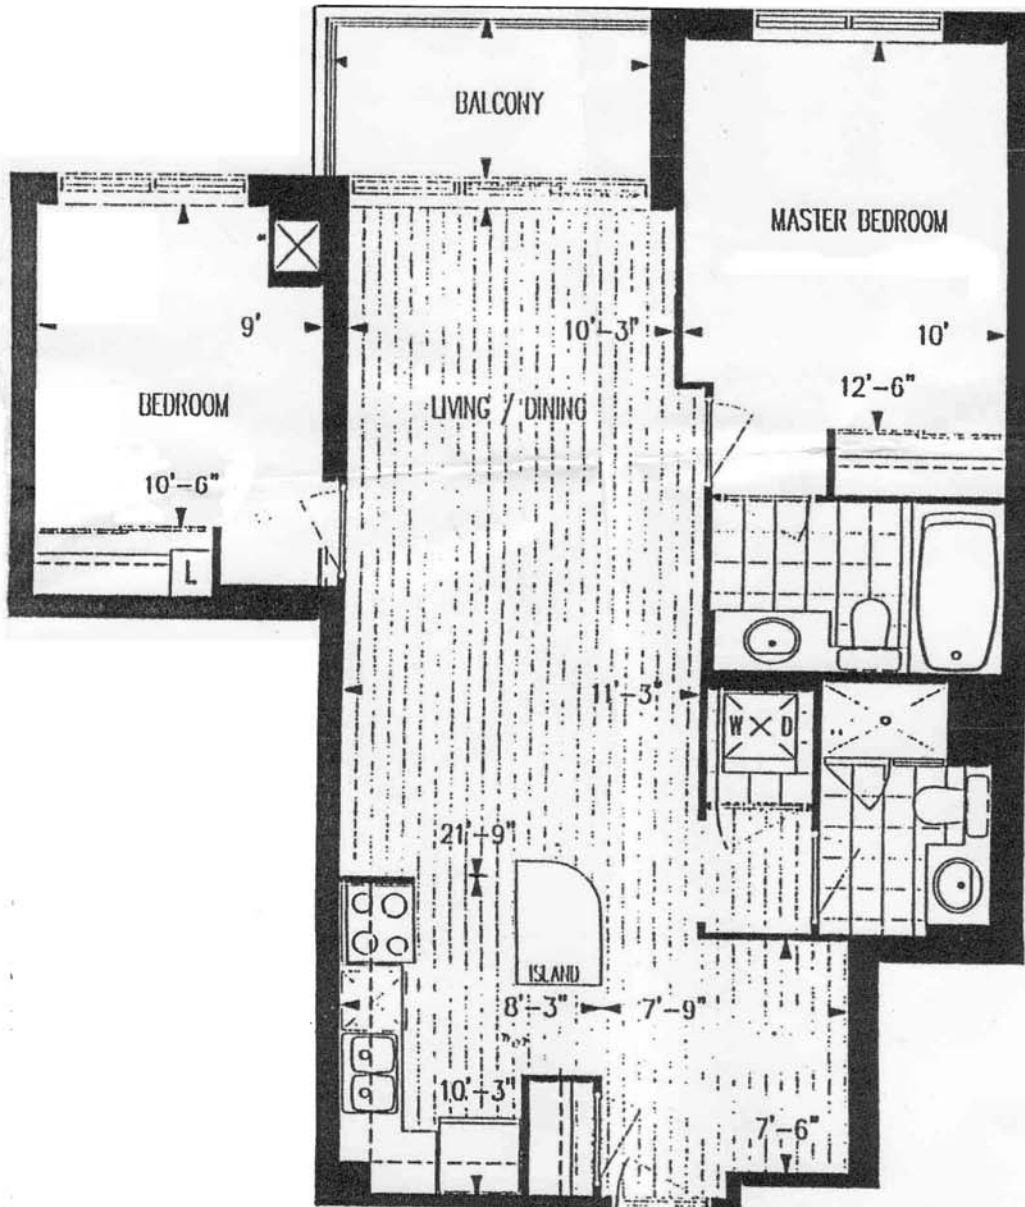 BALCONY
MASTER BEDROOM
9'
10'-3"
10'
12'-6"
BEDROOM
LIVING / DINING
10'-6"
L
11'-3"
W D
21'-9"
ISLAND
8'-3"
7'-9"
10'-3"
7'-6"